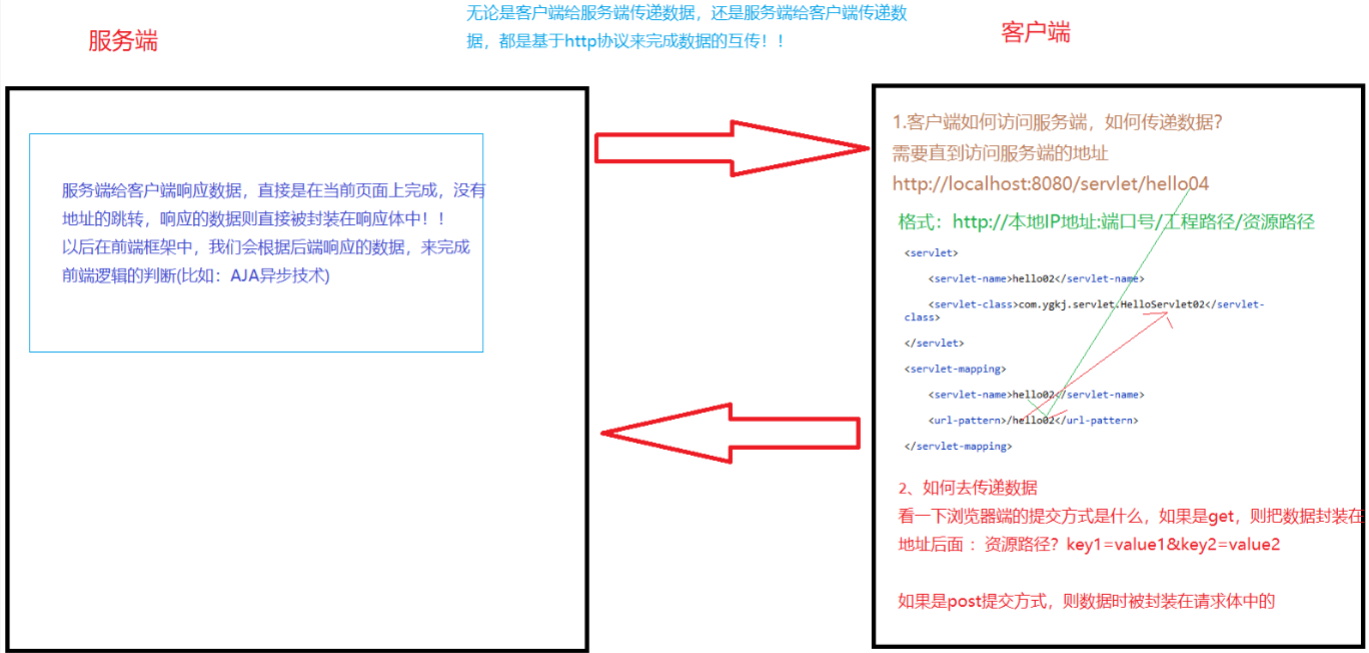 无论是客户端给服务端传递数据，还是服务端给客户端传递数
据，都是基于http协议来完成数据的互传！！
服务端
客户端
服务端给客户端响应数据，直接是在当前页面上完成，没有
地址的跳转，响应的数据则直接被封装在响应体中！！
以后在前端框架中，我们会根据后端响应的数据，来完成
前端逻辑的判断(比如：AJA异步技术)
1.客户端如何访问服务端，如何传递数据?
需要直到访问服务端的地址
http://localhost:8080/servlet/hello04
格式：http://本地IP地址:端口号/工程路径/资源路径
<servlet>
<servlet-name>hello02</servlet-name>
<servlet-class>com.ygkj.servlet.HelloServlet02</servlet-
class>
</servlet>
<servlet-mapping>
<servlet-name>hello02</servlet-name>
<url-pattern>/hello02</url-pattern>
</servlet-mapping>
2、如何去传递数据
看一下浏览器端的提交方式是什么，如果是get，则把数据封装在
地址后面 ：资源路径？key1=value1&key2=value2
如果是post提交方式，则数据时被封装在请求体中的